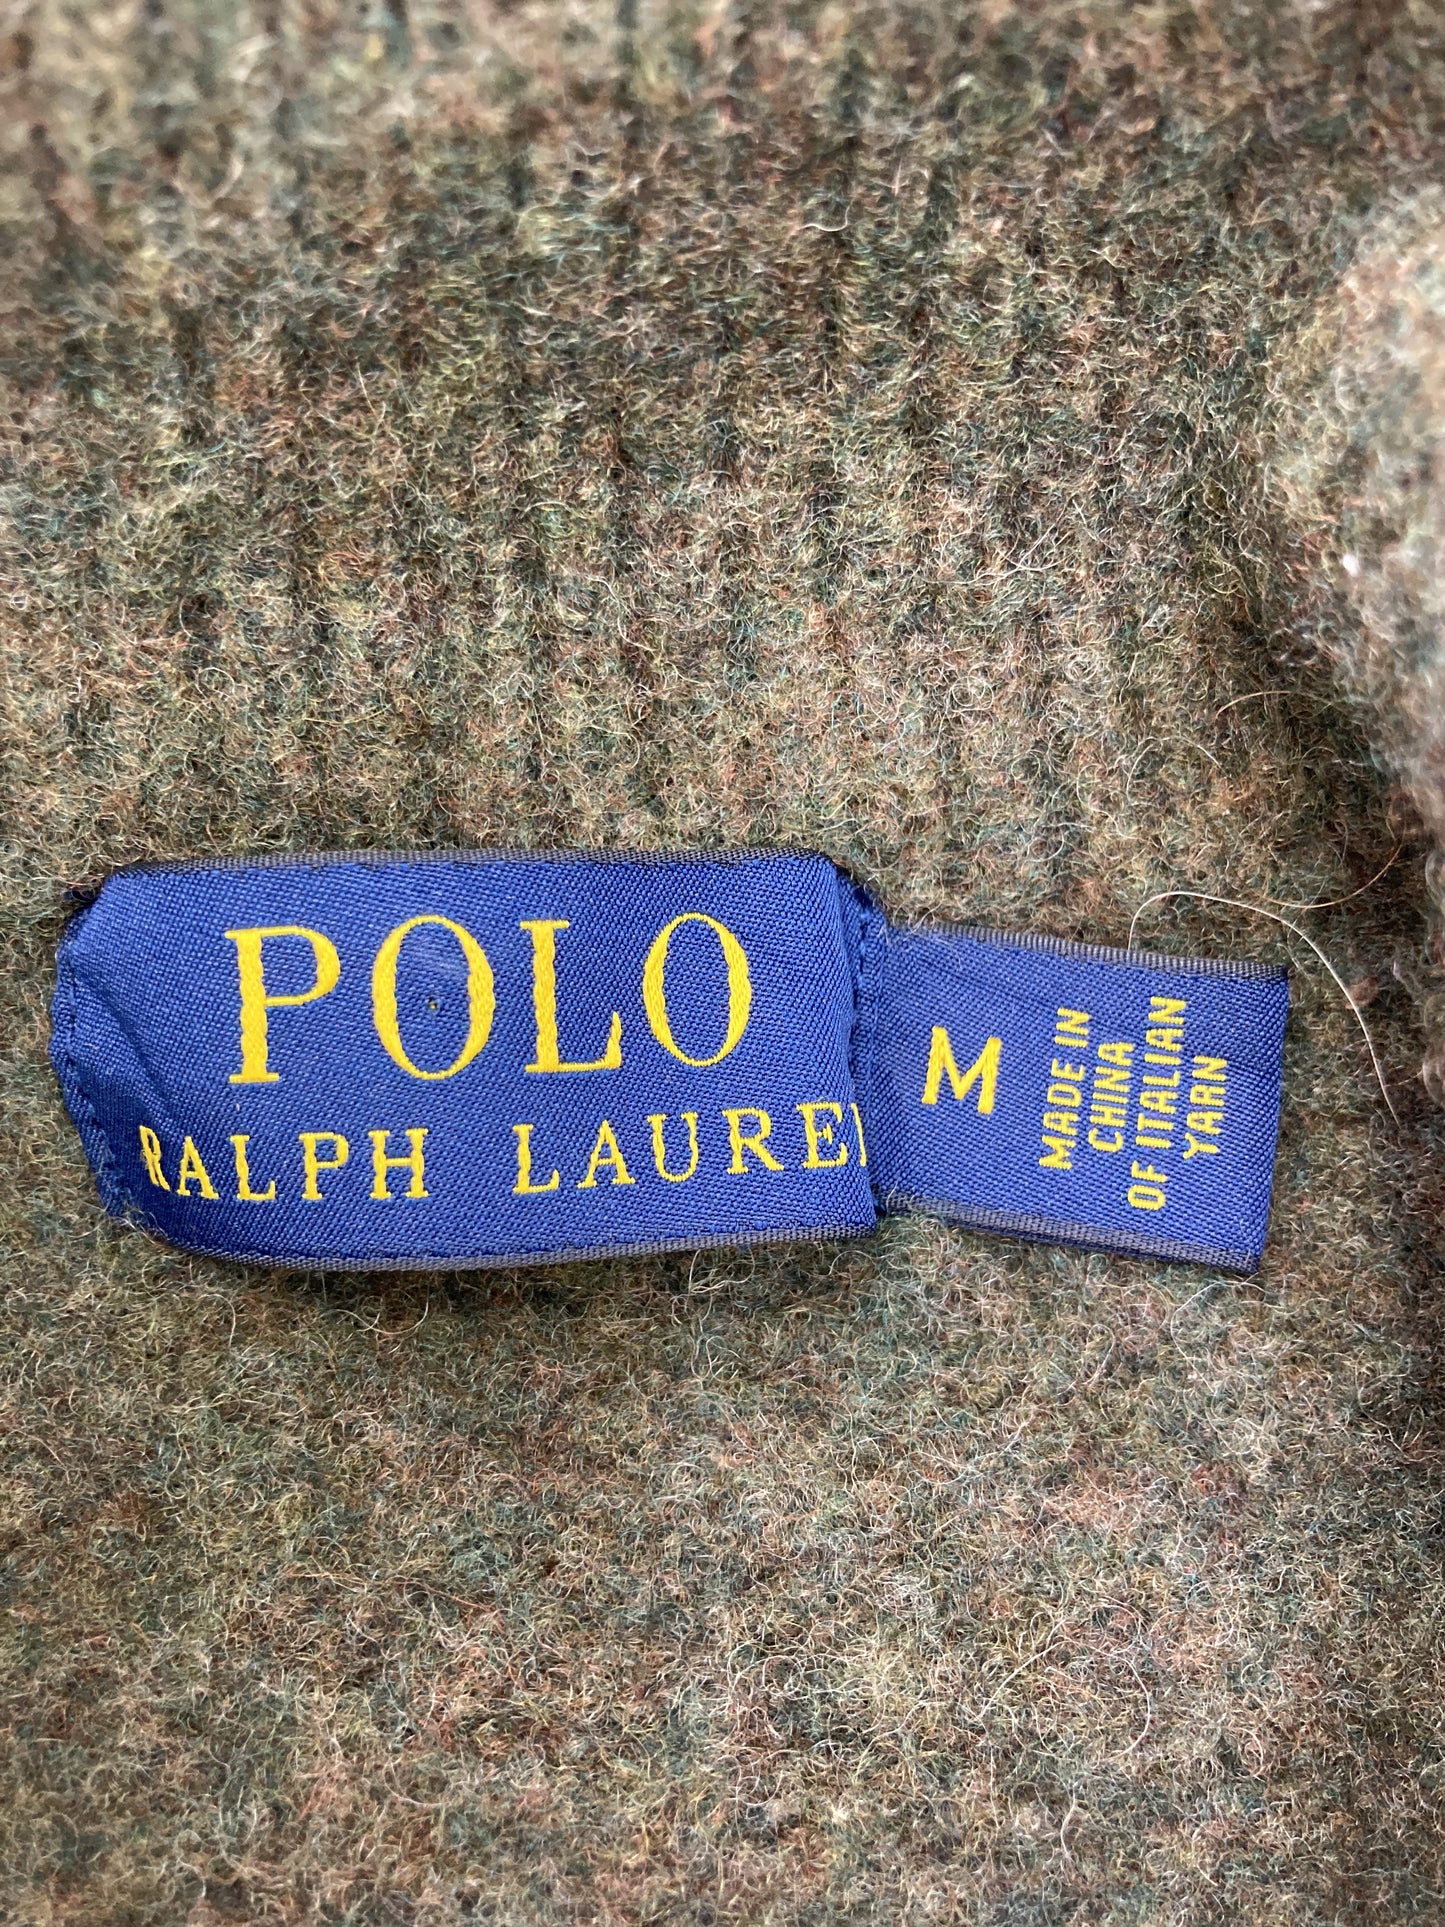 POLO
RALPH LAURE
M
MADE IN
CHINA
OF ITALIAN
YARN